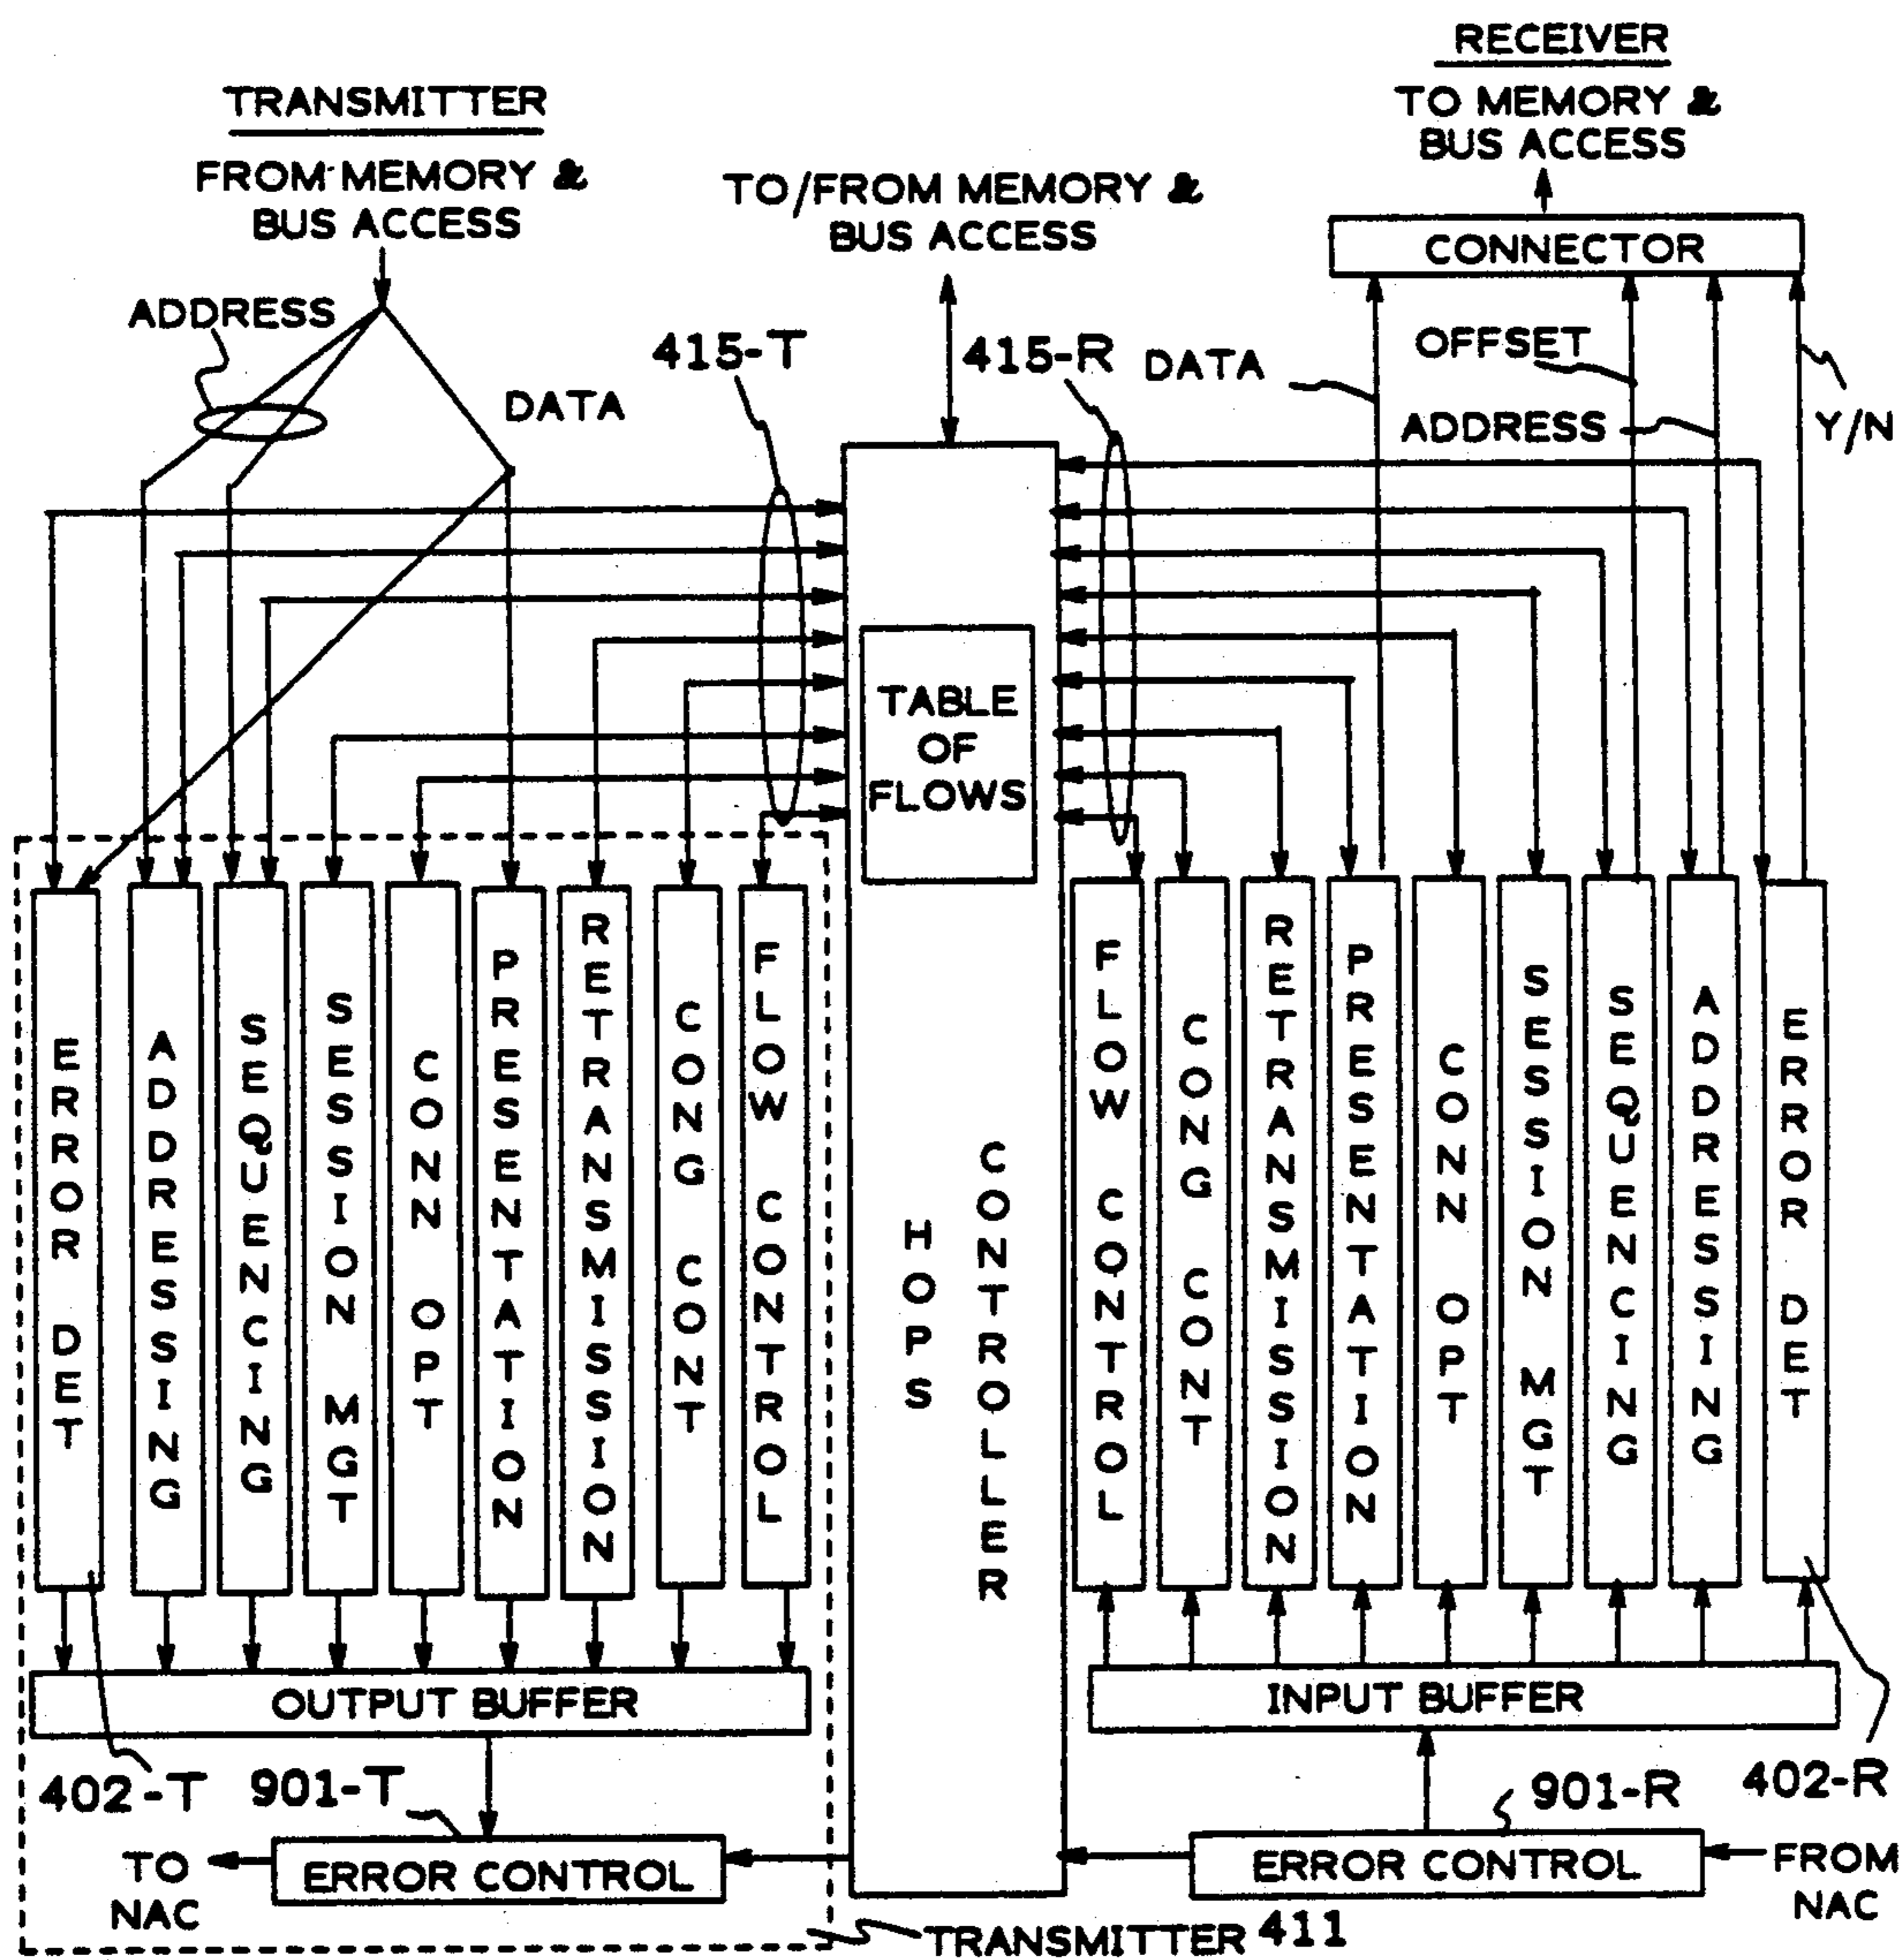 RECEIVER
TO MEMORY &
BUS ACCESS
TRANSMITTER
FROM MEMORY &
BUS ACCESS
TO/FROM MEMORY &
BUS ACCESS
CONNECTOR
ADDRESS
DATA
415-T
415-R
DATA
OFFSET
ADDRESS
Y/N
TABLE
OF
FLOWS
ERROR DET
ADDRESSING
SEQUENCING
SESSION MGT
CONN OPT
PRESENTATION
RETRANSMISSION
CONG CONT
FLOW CONTROL
HOPS
CONTROLLER
FLOW CONTROL
CONG CONT
RETRANSMISSION
PRESENTATION
CONN OPT
SESSION MGT
SEQUENCING
ADDRESSING
ERROR DET
OUTPUT BUFFER
INPUT BUFFER
402-T
901-T
901-R
402-R
TO
NAC
ERROR CONTROL
ERROR CONTROL
FROM
NAC
TRANSMITTER 411